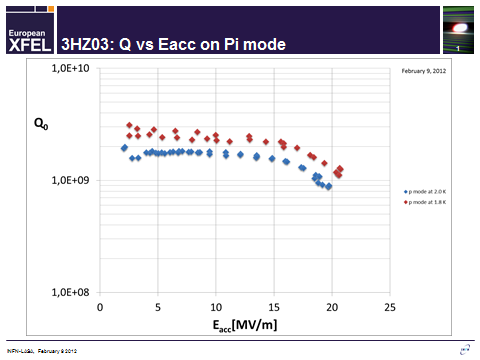 European
XFEL
3HZ03: Q vs Eacc on Pi mode
1
February 9, 2012
1,0E+10
Q0
1,0E+09
1,0E+08
p mode at 2.0 K
p mode at 1.8 K
0 5 10 15 20 25
Eacc[MV/m]
INFN-LASA, February 9 2012